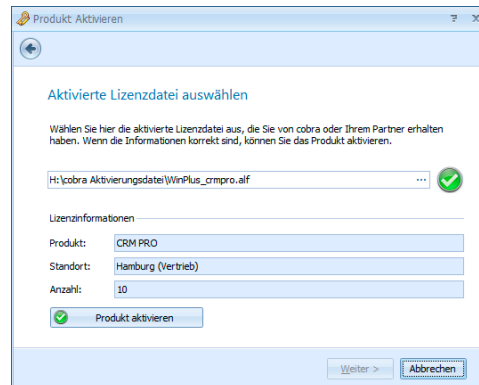 Produkt Aktivieren
Aktivierte Lizenzdatei auswählen
Wählen Sie hier die aktivierte Lizenzdatei aus, die Sie von cobra oder Ihrem Partner erhalten
haben. Wenn die Informationen korrekt sind, können Sie das Produkt aktivieren.
H:\cobra Aktivierungsdatei\WinPlus_crmpro.alf ...
Lizenzinformationen
Produkt: CRM PRO
Standort: Hamburg (Vertrieb)
Anzahl: 10
Produkt aktivieren
Weiter > Abbrechen